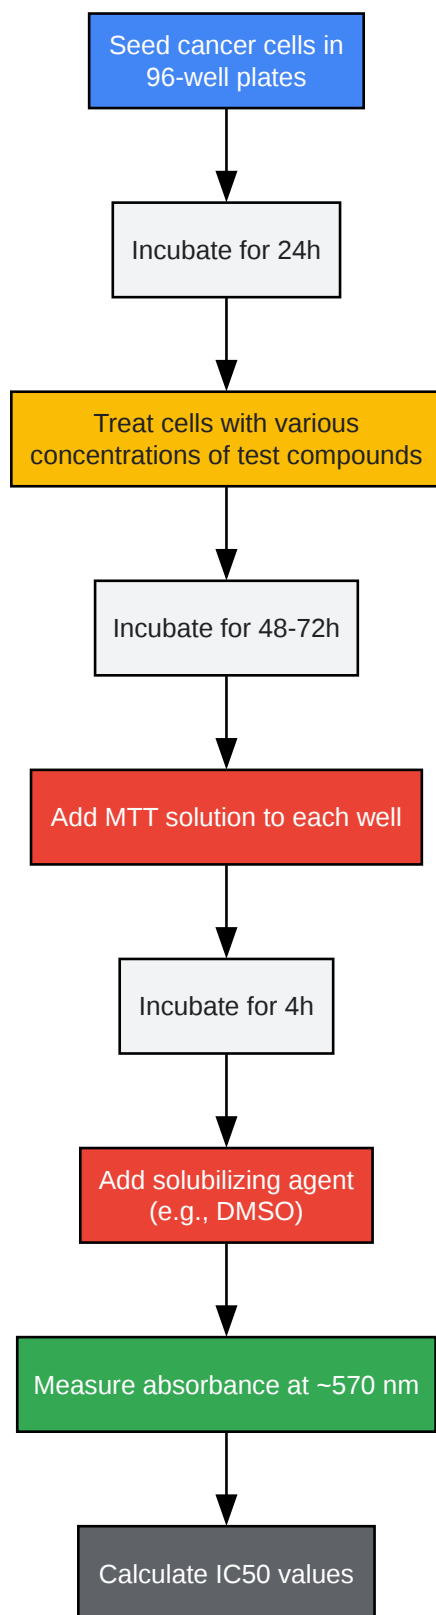 Seed cancer cells in
96-well plates
Incubate for 24h
Treat cells with various
concentrations of test compounds
Incubate for 48-72h
Add MTT solution to each well
Incubate for 4h
Add solubilizing agent
(e.g., DMSO)
Measure absorbance at ~570 nm
Calculate IC50 values